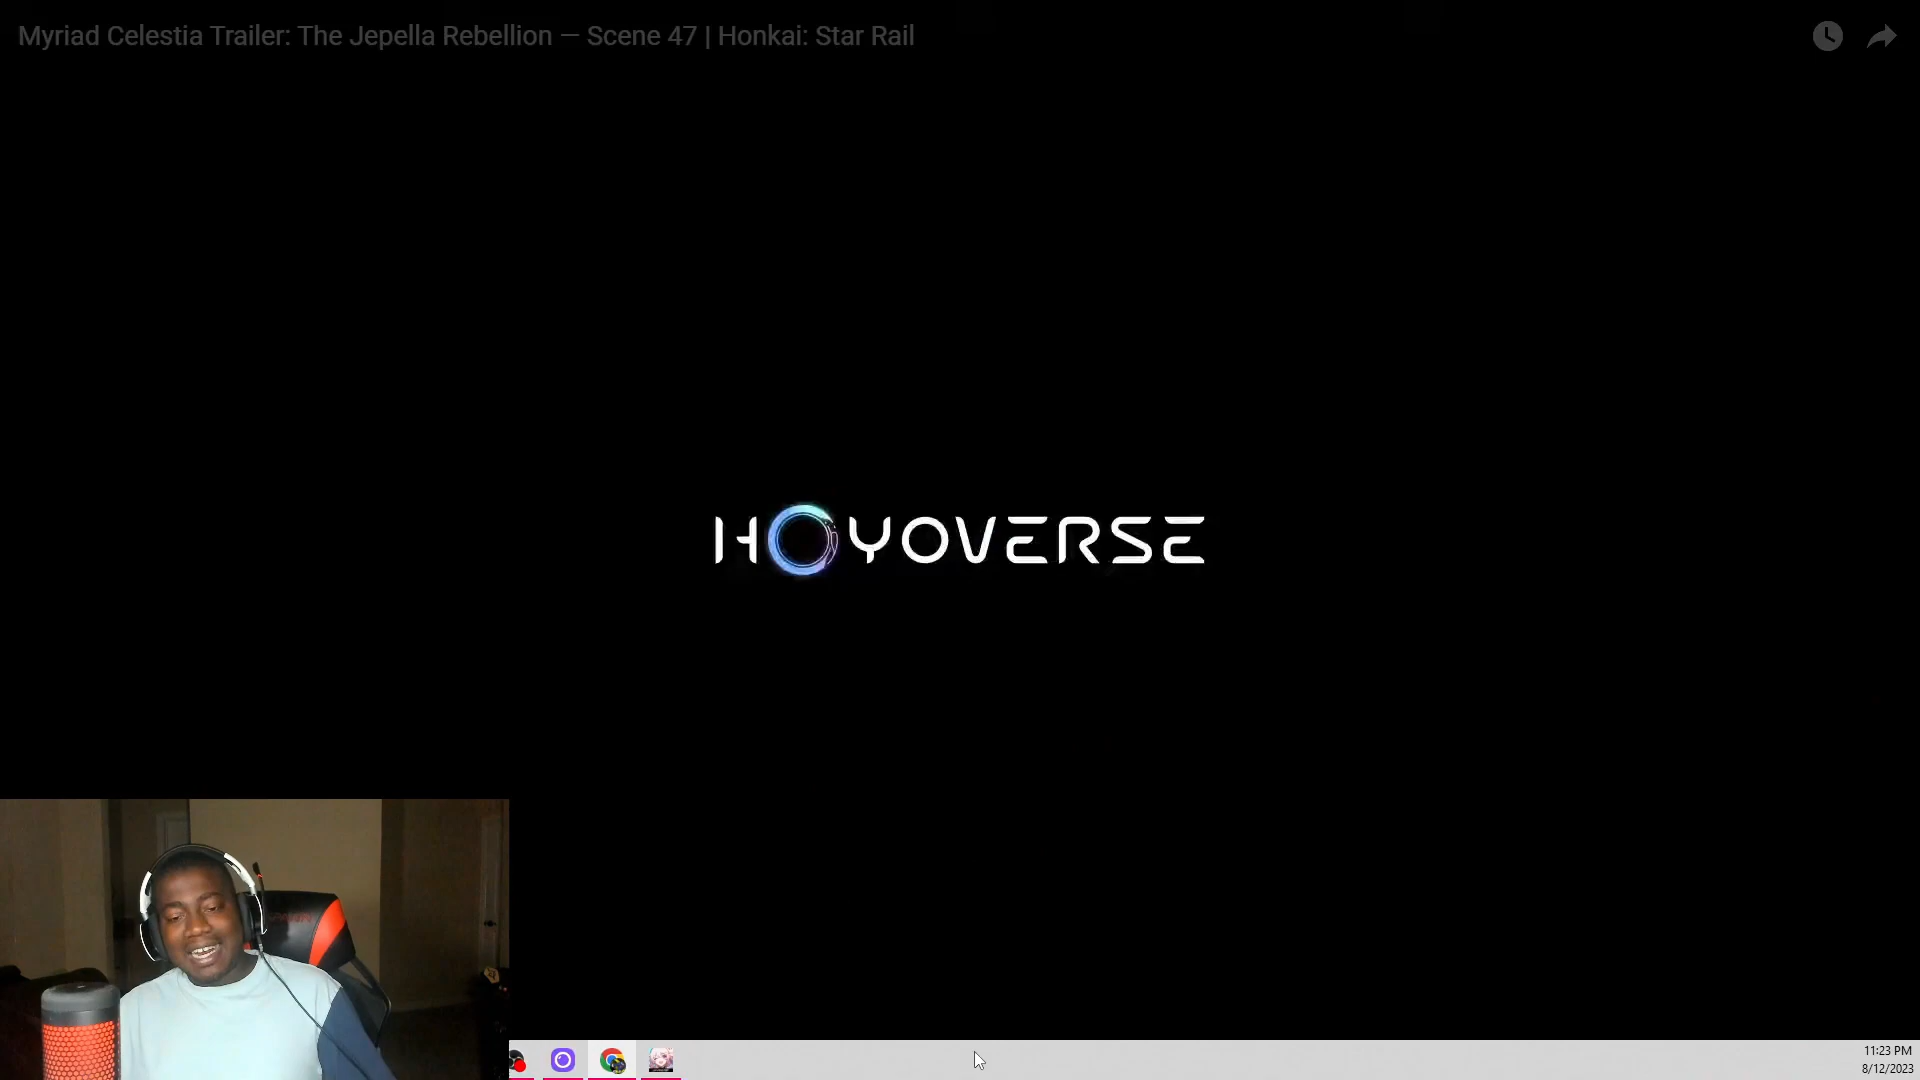 Myriad Celestia Trailer: The Jepella Rebellion — Scene 47 | Honkai: Star Rail
HOYOVERSE
11:23 PM
8/12/2023